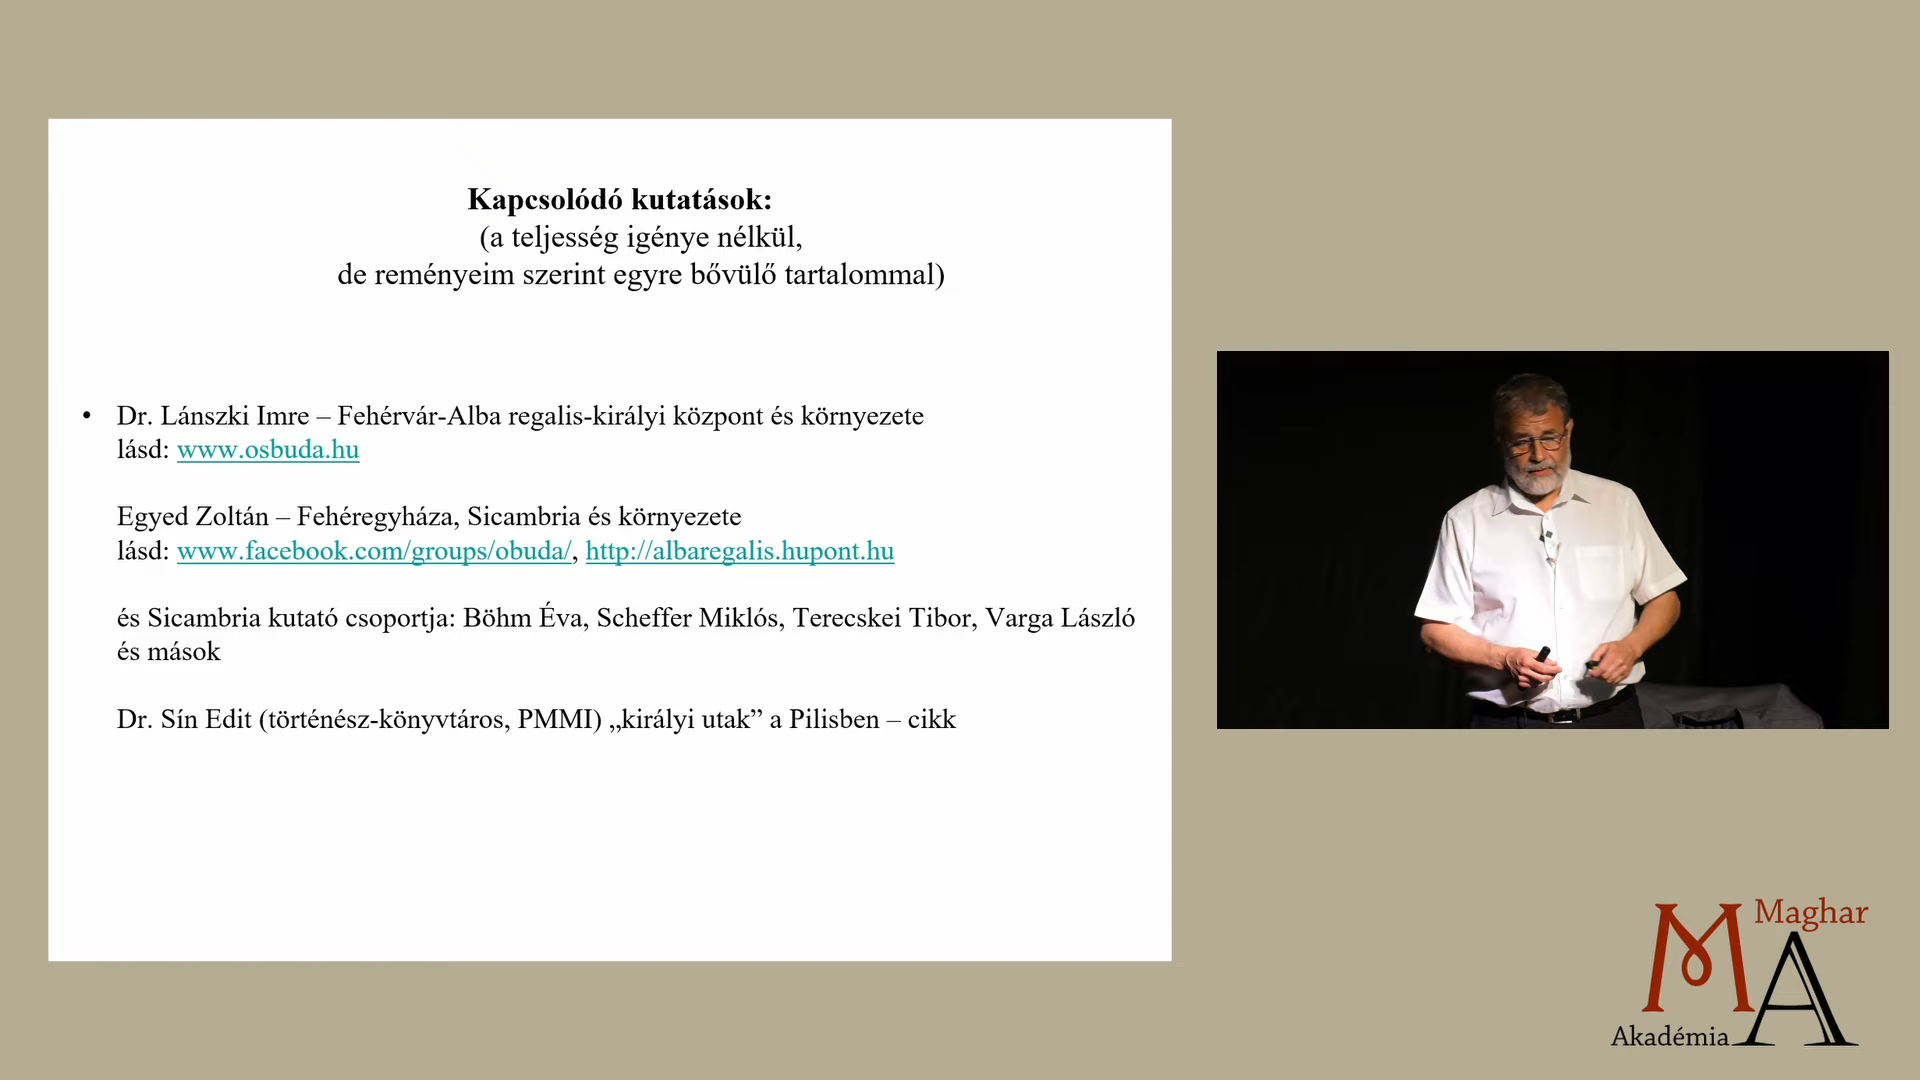 Kapcsolódó kutatások:
(a teljesség igénye nélkül,
de reményeim szerint egyre bővülő tartalommal)
• Dr. Lánszki Imre – Fehérvár-Alba regalis-királyi központ és környezete
lásd: www.osbuda.hu
Egyed Zoltán – Fehéregyháza, Sicambria és környezete
lásd: www.facebook.com/groups/obuda/, http://albaregalis.hupont.hu
és Sicambria kutató csoportja: Böhm Éva, Scheffer Miklós, Terecskei Tibor, Varga László
és mások
Dr. Sín Edit (történész-könyvtáros, PMMI) „királyi utak” a Pilisben – cikk
Maghar
MA
Akadémia